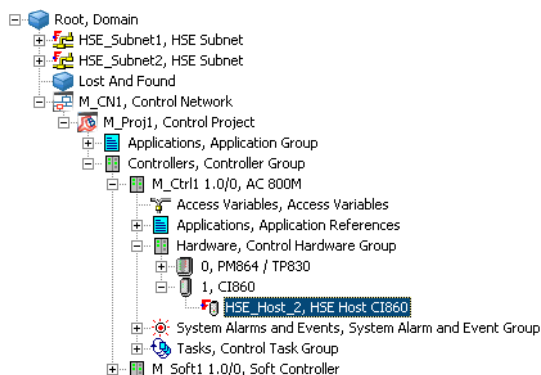 Root, Domain
HSE_Subnet1, HSE Subnet
HSE_Subnet2, HSE Subnet
Lost And Found
M_CN1, Control Network
M_Proj1, Control Project
Applications, Application Group
Controllers, Controller Group
M_Ctrl1 1.0/0, AC 800M
Access Variables, Access Variables
Applications, Application References
Hardware, Control Hardware Group
0, PM864 / TP830
1, CI860
HSE_Host_2, HSE Host CI860
System Alarms and Events, System Alarm and Event Group
Tasks, Control Task Group
M_Soft1 1.0/0, Soft Controller